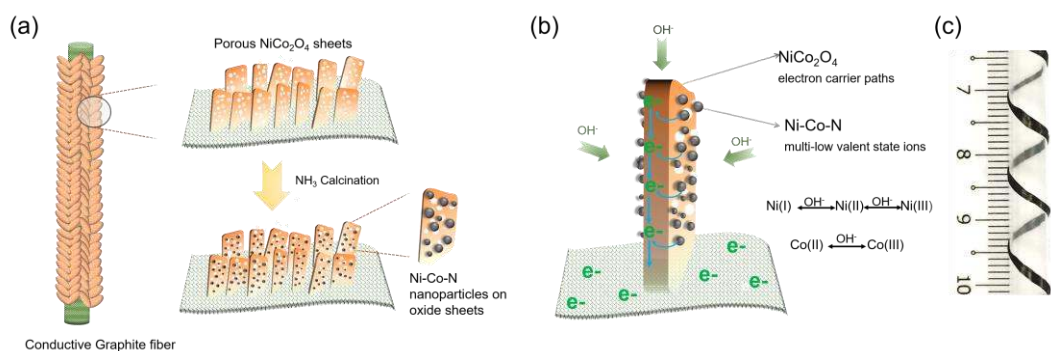 (a)
Porous NiCo₂O₄ sheets
NH₃ Calcination
Ni-Co-N
nanoparticles on
oxide sheets
Conductive Graphite fiber
(b)
OH⁻
OH⁻
OH⁻
e-
e-
e-
e-
e-
e-
e-
e-
e-
e-
NiCo₂O₄
electron carrier paths
Ni-Co-N
multi-low valent state ions
Ni(I) OH⁻ Ni(II) OH⁻ Ni(III)
Co(II) OH⁻ Co(III)
(c)
7
8
9
10